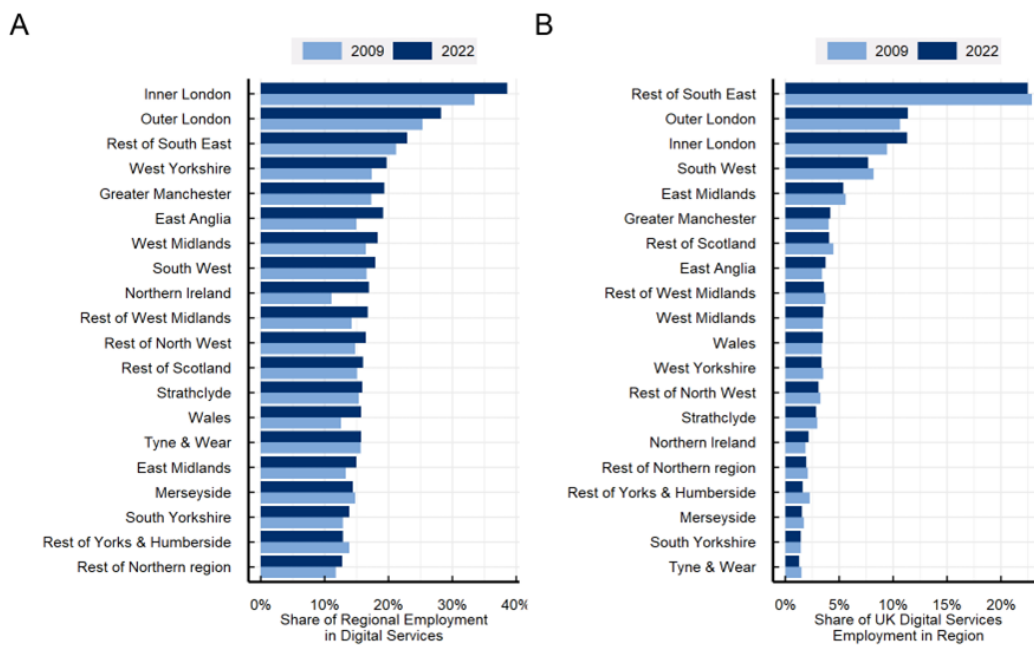 A
2009 2022
Inner London
Outer London
Rest of South East
West Yorkshire
Greater Manchester
East Anglia
West Midlands
South West
Northern Ireland
Rest of West Midlands
Rest of North West
Rest of Scotland
Strathclyde
Wales
Tyne & Wear
East Midlands
Merseyside
South Yorkshire
Rest of Yorks & Humberside
Rest of Northern region
0% 10% 20% 30% 40%
Share of Regional Employment
in Digital Services
B
2009 2022
Rest of South East
Outer London
Inner London
South West
East Midlands
Greater Manchester
Rest of Scotland
East Anglia
Rest of West Midlands
West Midlands
Wales
West Yorkshire
Rest of North West
Strathclyde
Northern Ireland
Rest of Northern region
Rest of Yorks & Humberside
Merseyside
South Yorkshire
Tyne & Wear
0% 5% 10% 15% 20%
Share of UK Digital Services
Employment in Region